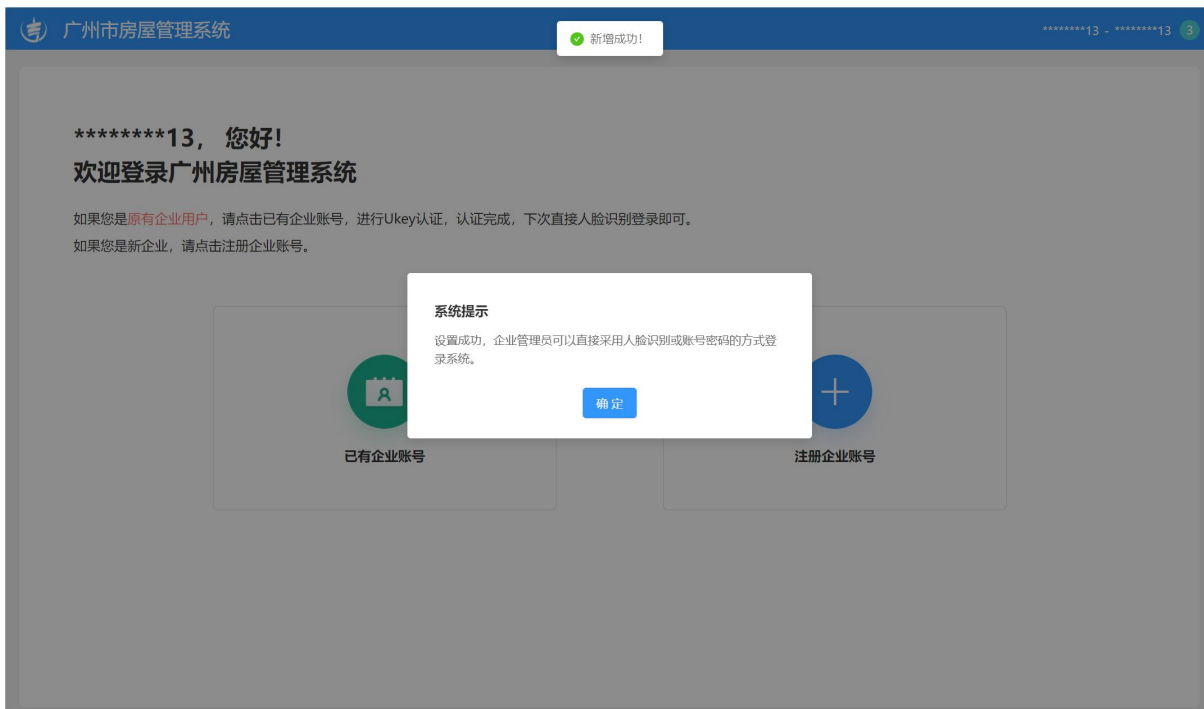 广州市房屋管理系统
新增成功!
********13 - ********13 3
********13, 您好!
欢迎登录广州房屋管理系统
如果您是原有企业用户，请点击已有企业账号，进行Ukey认证，认证完成，下次直接人脸识别登录即可。
如果您是新企业，请点击注册企业账号。
系统提示
设置成功，企业管理员可以直接采用人脸识别或账号密码的方式登
录系统。
确定
已有企业账号
注册企业账号